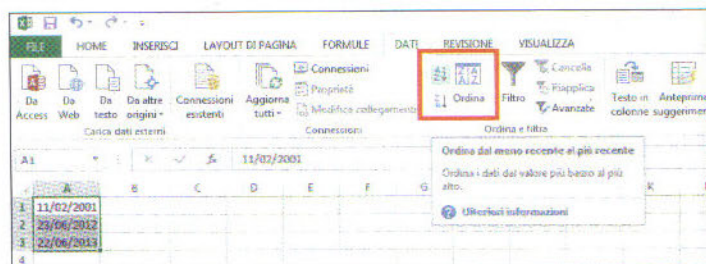 FILE HOME INSERISCI LAYOUT DI PAGINA FORMULE DATI REVISIONE VISUALIZZA
Da Access
Da Web
Da testo
Da altre origini
Connessioni esistenti
Aggiorna tutti
Connessioni
Proprietà
Modifica collegamenti
Ordina
Filtro
Cancella
Riapplica
Avanzate
Testo in colonne
Anteprima suggerimen
Carica dati esterni Connessioni Ordina e filtra
A1 fx 11/02/2001
Ordina dal meno recente al più recente
Ordina i dati dal valore più basso al più
alto.
Ulteriori informazioni
A B C D E F G K
1 11/02/2001
2 23/06/2012
3 22/06/2013
4